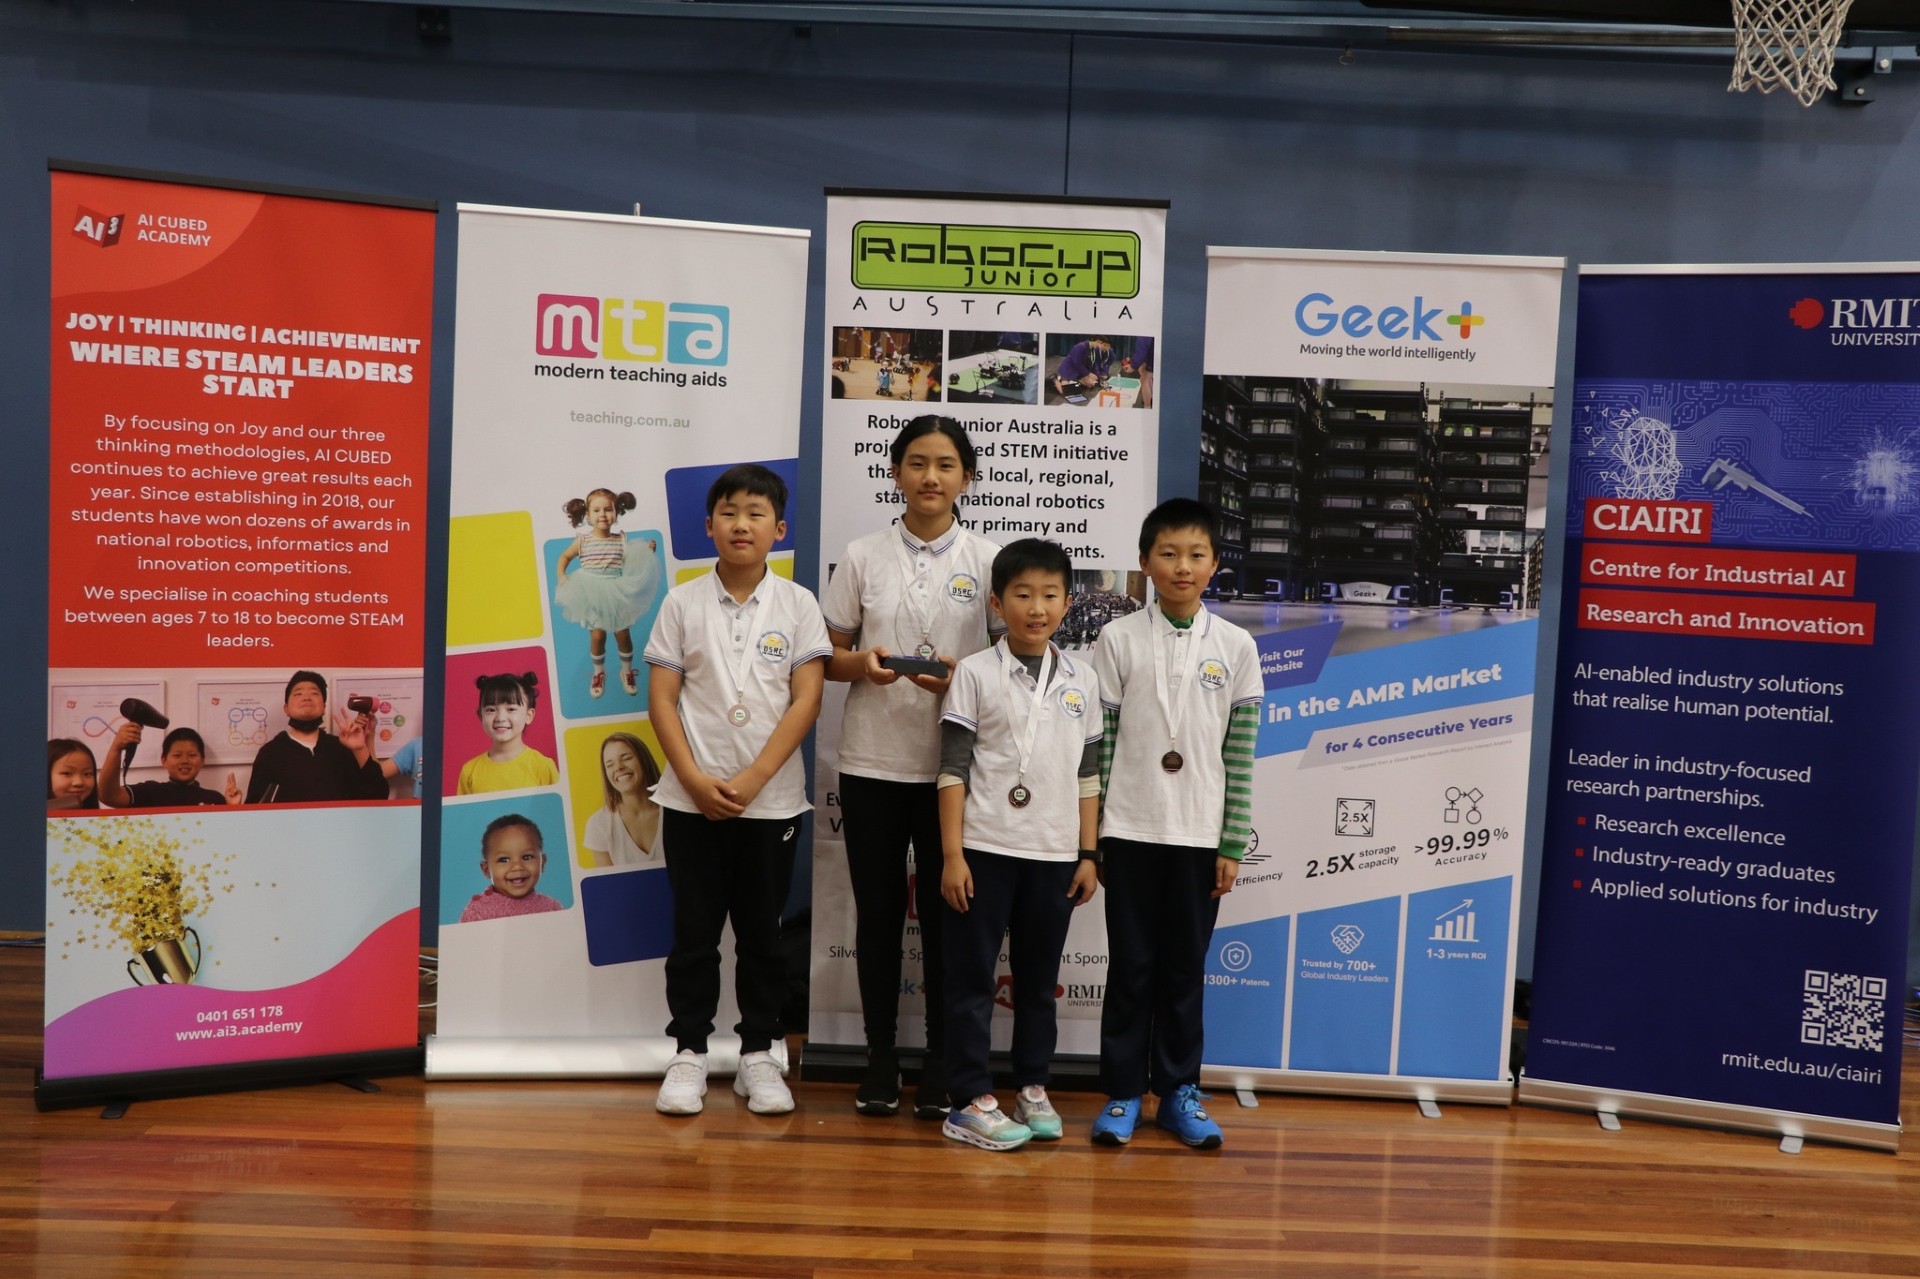 AI3
AI CUBED
ACADEMY
JOY | THINKING | ACHIEVEMENT
WHERE STEAM LEADERS
START
By focusing on Joy and our three
thinking methodologies, AI CUBED
continues to achieve great results each
year. Since establishing in 2018, our
students have won dozens of awards in
national robotics, informatics and
innovation competitions.
We specialise in coaching students
between ages 7 to 18 to become STEAM
leaders.
0401 651 178
www.ai3.academy
mta
modern teaching aids
teaching.com.au
RoboCup
Junior
Australia
Junior Australia is a
STEM initiative
local, regional,
national robotics
primary and
RMIT
UNIVERSITY
DSRC
DSRC
DSRC
DSRC
Geek+
Moving the world intelligently
Geek+
Visit Our
Website
in the AMR Market
for 4 Consecutive Years
2.5X
2.5X storage
capacity
>99.99%
Accuracy
Efficiency
1300+ Patents
Trusted by 700+
Global Industry Leaders
1-3 years ROI
RMIT
UNIVERSITY
CIAIRI
Centre for Industrial AI
Research and Innovation
AI-enabled industry solutions
that realise human potential.
Leader in industry-focused
research partnerships.
Research excellence
Industry-ready graduates
Applied solutions for industry
rmit.edu.au/ciairi